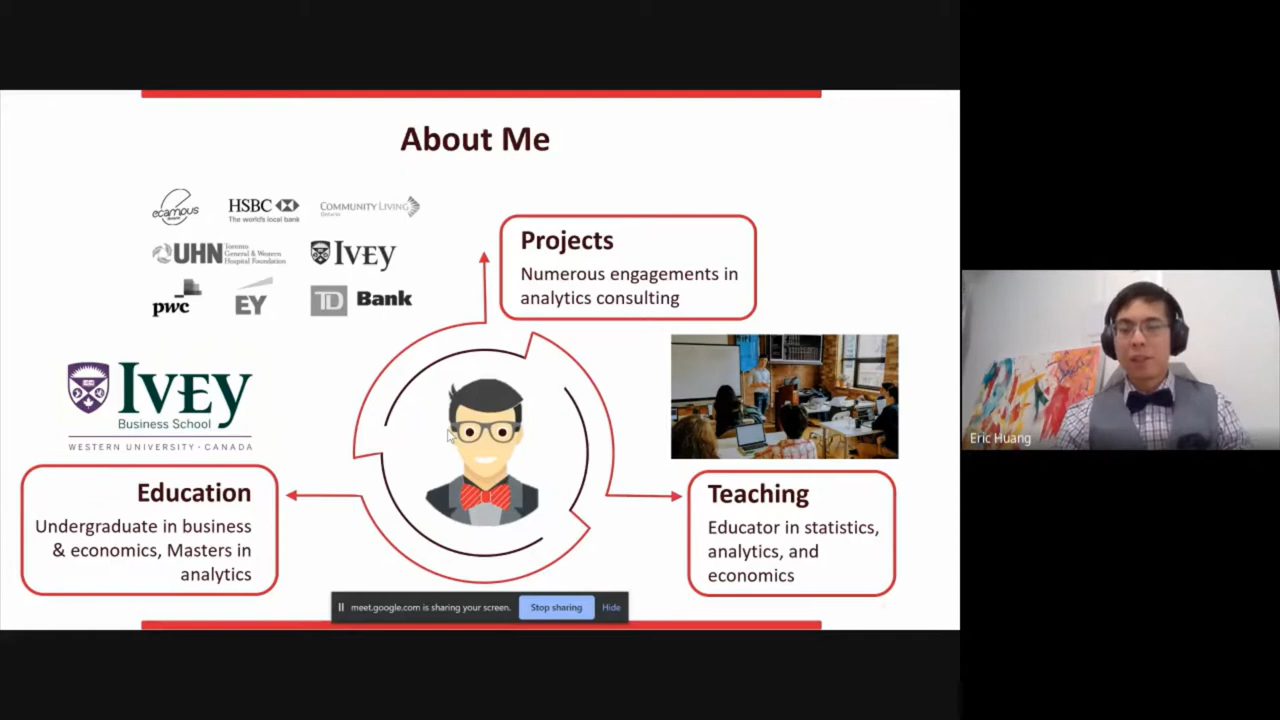 About Me
ecampus
HSBC
The world's local bank
COMMUNITY LIVING
Ontario
UHN
Toronto
General & Western
Hospital Foundation
IVEY
pwc
EY
TD
Bank
Projects
Numerous engagements in
analytics consulting
IVEY
Business School
WESTERN UNIVERSITY · CANADA
Education
Undergraduate in business
& economics, Masters in
analytics
Teaching
Educator in statistics,
analytics, and
economics
meet.google.com is sharing your screen.
Stop sharing
Hide
Eric Huang